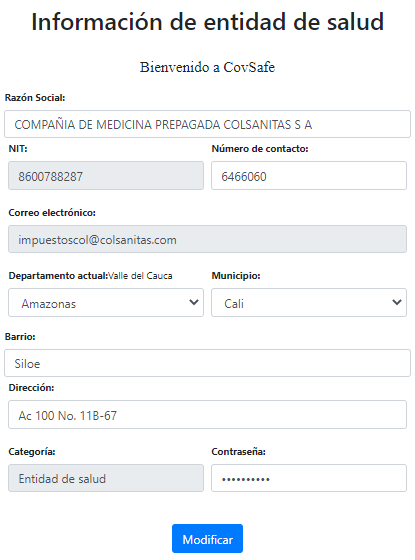 Información de entidad de salud
Bienvenido a CovSafe
Razón Social:
COMPAÑIA DE MEDICINA PREPAGADA COLSANITAS S A
NIT: Número de contacto:
8600788287 6466060
Correo electrónico:
impuestoscol@colsanitas.com
Departamento actual:Valle del Cauca Municipio:
Amazonas Cali
Barrio:
Siloe
Dirección:
Ac 100 No. 11B-67
Categoría: Contraseña:
Entidad de salud ••••••••••
Modificar